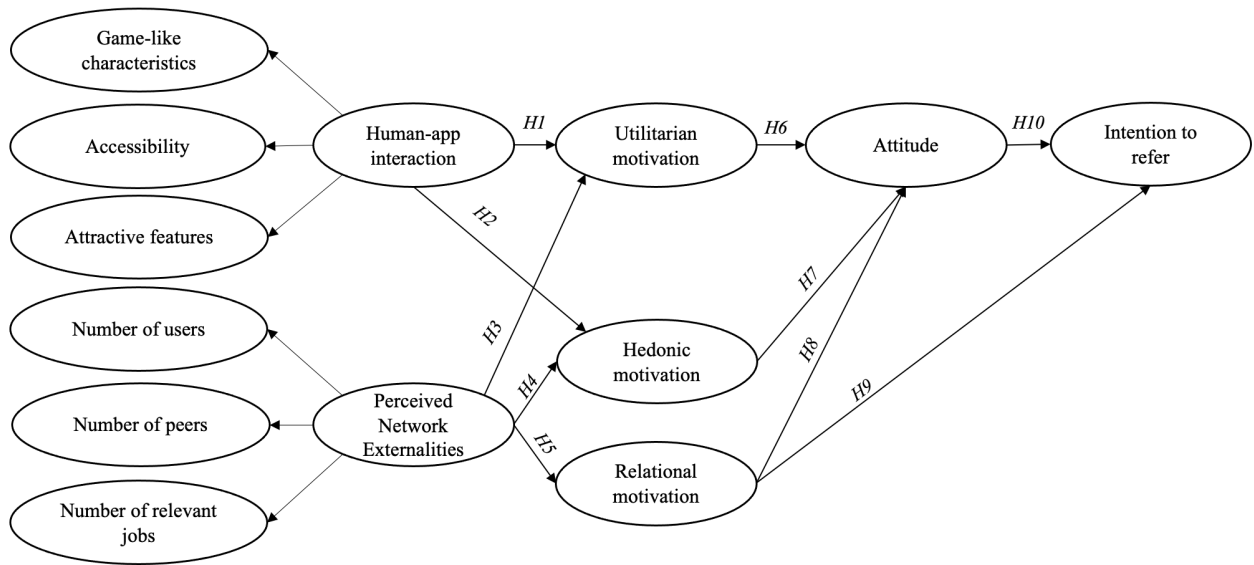 Game-like
characteristics
Accessibility
Attractive features
Number of users
Number of peers
Number of relevant
jobs
Human-app
interaction
Perceived
Network
Externalities
H1
H2
H3
H4
H5
Utilitarian
motivation
Hedonic
motivation
Relational
motivation
H6
H7
H8
H9
Attitude
H10
Intention to
refer